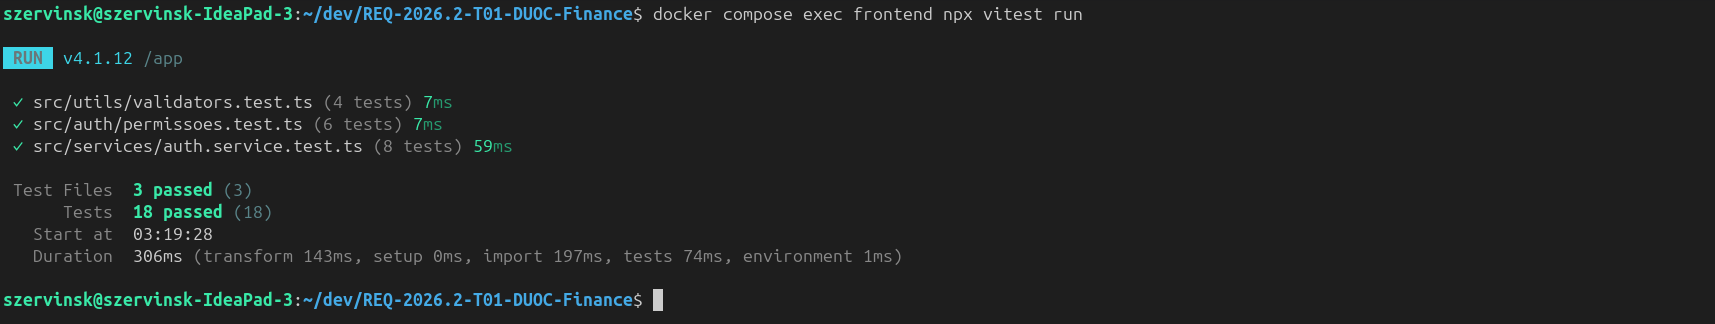 szervinsk@szervinsk-IdeaPad-3:~/dev/REQ-2026.2-T01-DUOC-Finance$ docker compose exec frontend npx vitest run
RUN v4.1.12 /app
✓ src/utils/validators.test.ts (4 tests) 7ms
✓ src/auth/permissoes.test.ts (6 tests) 7ms
✓ src/services/auth.service.test.ts (8 tests) 59ms
Test Files 3 passed (3)
Tests 18 passed (18)
Start at 03:19:28
Duration 306ms (transform 143ms, setup 0ms, import 197ms, tests 74ms, environment 1ms)
szervinsk@szervinsk-IdeaPad-3:~/dev/REQ-2026.2-T01-DUOC-Finance$